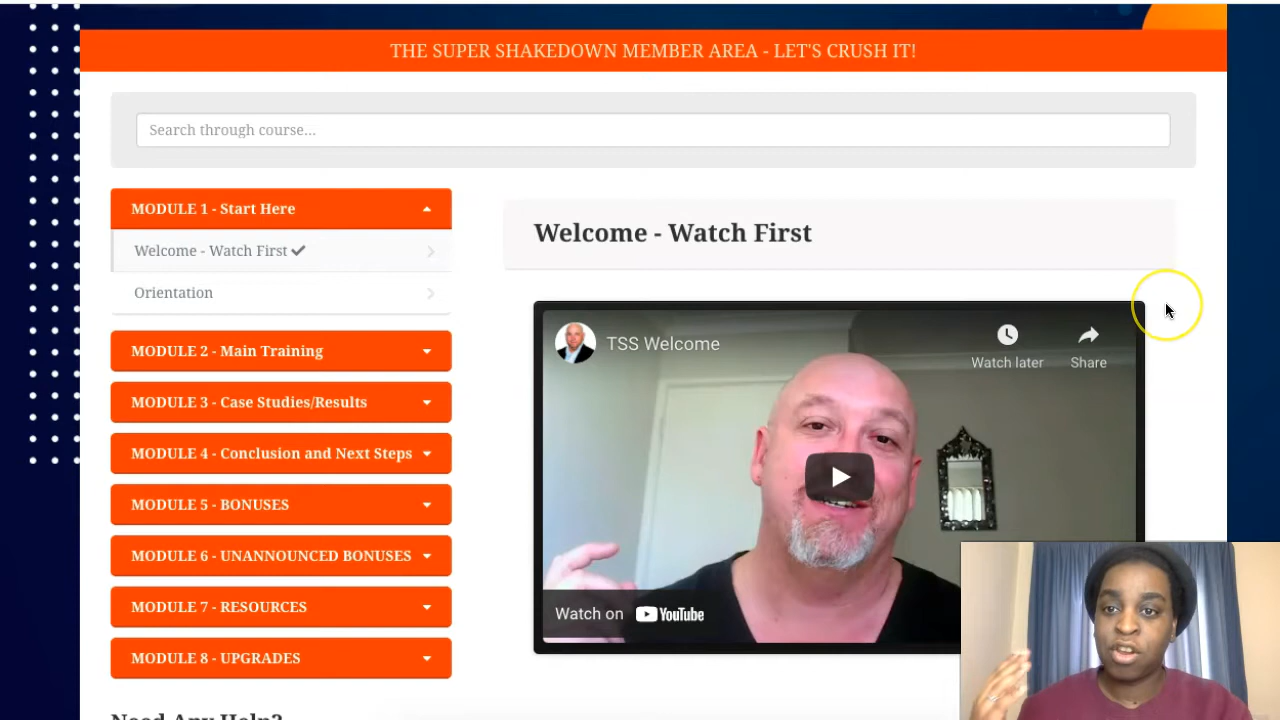 THE SUPER SHAKEDOWN MEMBER AREA - LET'S CRUSH IT!
Search through course...
MODULE 1 - Start Here
Welcome - Watch First
Orientation
MODULE 2 - Main Training
MODULE 3 - Case Studies/Results
MODULE 4 - Conclusion and Next Steps
MODULE 5 - BONUSES
MODULE 6 - UNANNOUNCED BONUSES
MODULE 7 - RESOURCES
MODULE 8 - UPGRADES
Need Any Help?
Welcome - Watch First
TSS Welcome
Watch later
Share
Watch on YouTube